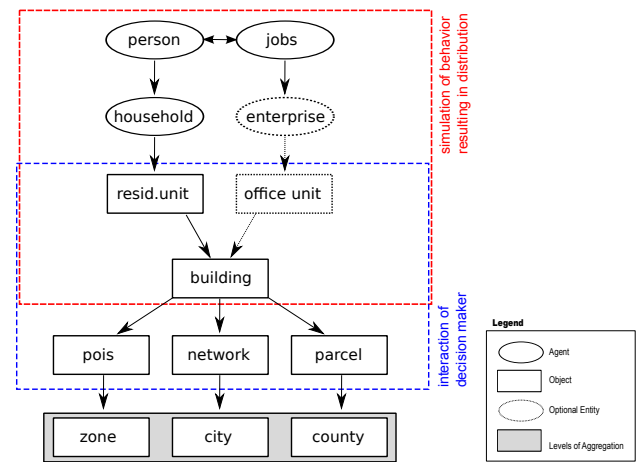 person
jobs
household
enterprise
resid.unit
office unit
building
pois
network
parcel
zone
city
county
simulation of behavior
resulting in distribution
interaction of
decision maker
Legend
Agent
Object
Optional Entity
Levels of Aggregation